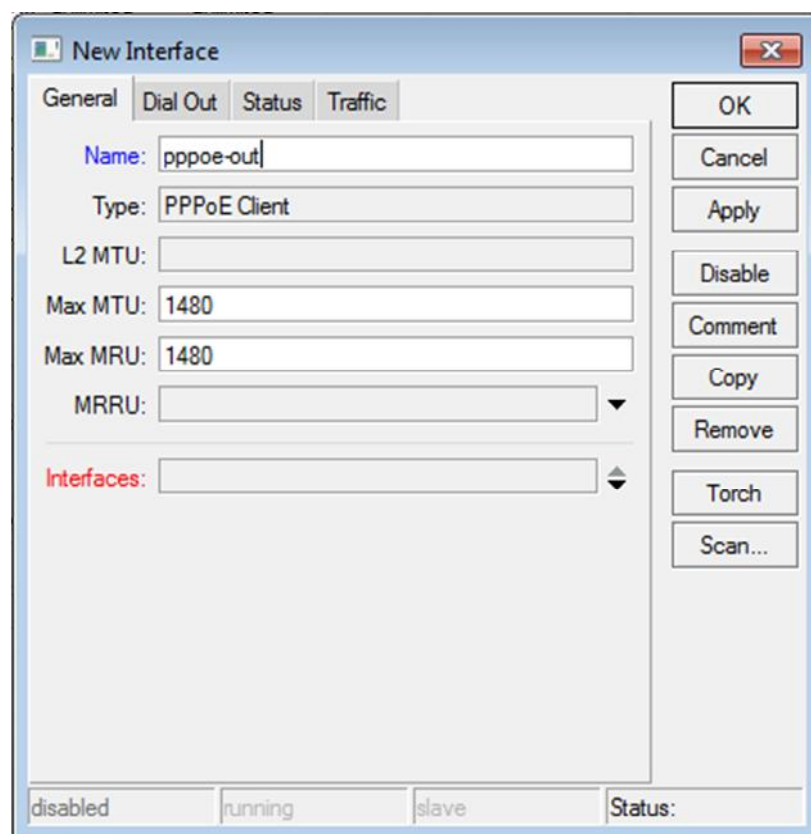 New Interface
General Dial Out Status Traffic
OK
Name: pppoe-out
Cancel
Type: PPPoE Client
Apply
L2 MTU:
Disable
Max MTU: 1480
Comment
Max MRU: 1480
Copy
MRRU:
Remove
Interfaces:
Torch
Scan...
disabled running slave Status: